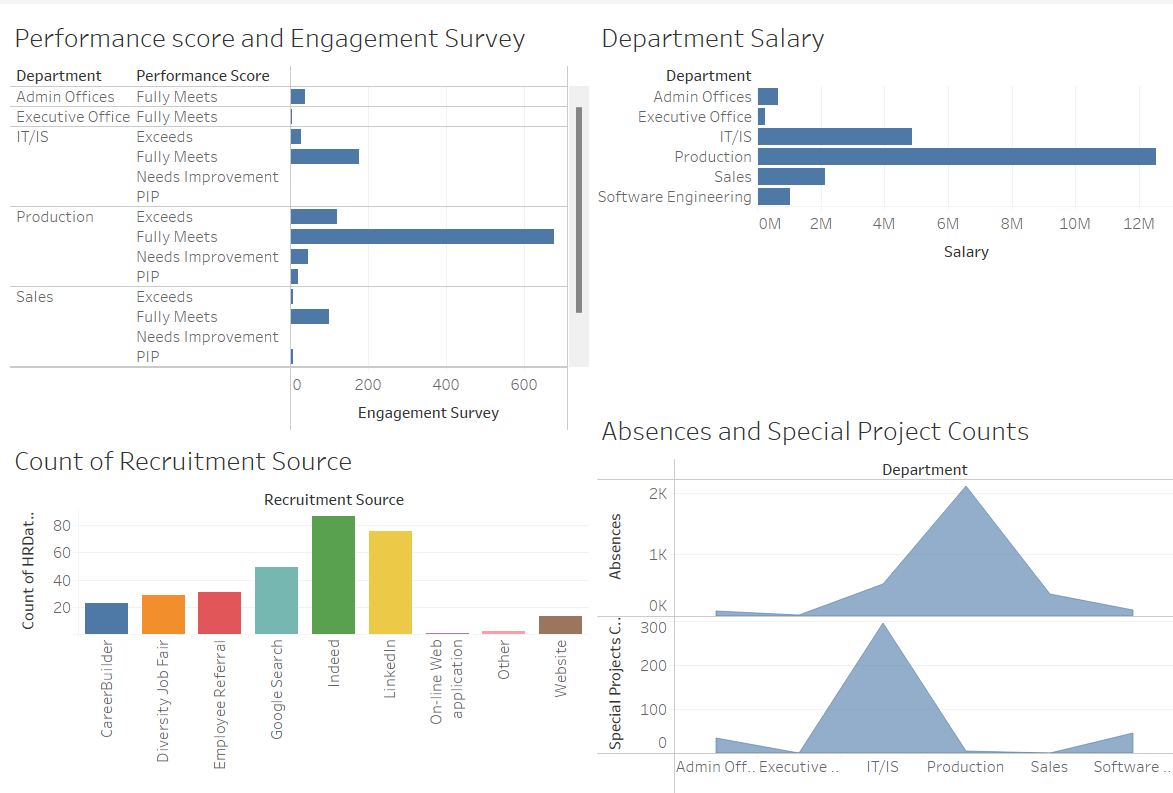 Performance score and Engagement Survey
Department Performance Score
Admin Offices Fully Meets
Executive Office Fully Meets
IT/IS Exceeds
Fully Meets
Needs Improvement
PIP
Production Exceeds
Fully Meets
Needs Improvement
PIP
Sales Exceeds
Fully Meets
Needs Improvement
PIP
0 200 400 600
Engagement Survey
Department Salary
Department
Admin Offices
Executive Office
IT/IS
Production
Sales
Software Engineering
0M 2M 4M 6M 8M 10M 12M
Salary
Count of Recruitment Source
Recruitment Source
Count of HRDat..
80
60
40
20
CareerBuilder
Diversity Job Fair
Employee Referral
Google Search
Indeed
LinkedIn
On-line Web
application
Other
Website
Absences and Special Project Counts
Department
Absences
2K
1K
0K
Special Projects C..
300
200
100
0
Admin Off.. Executive .. IT/IS Production Sales Software ..